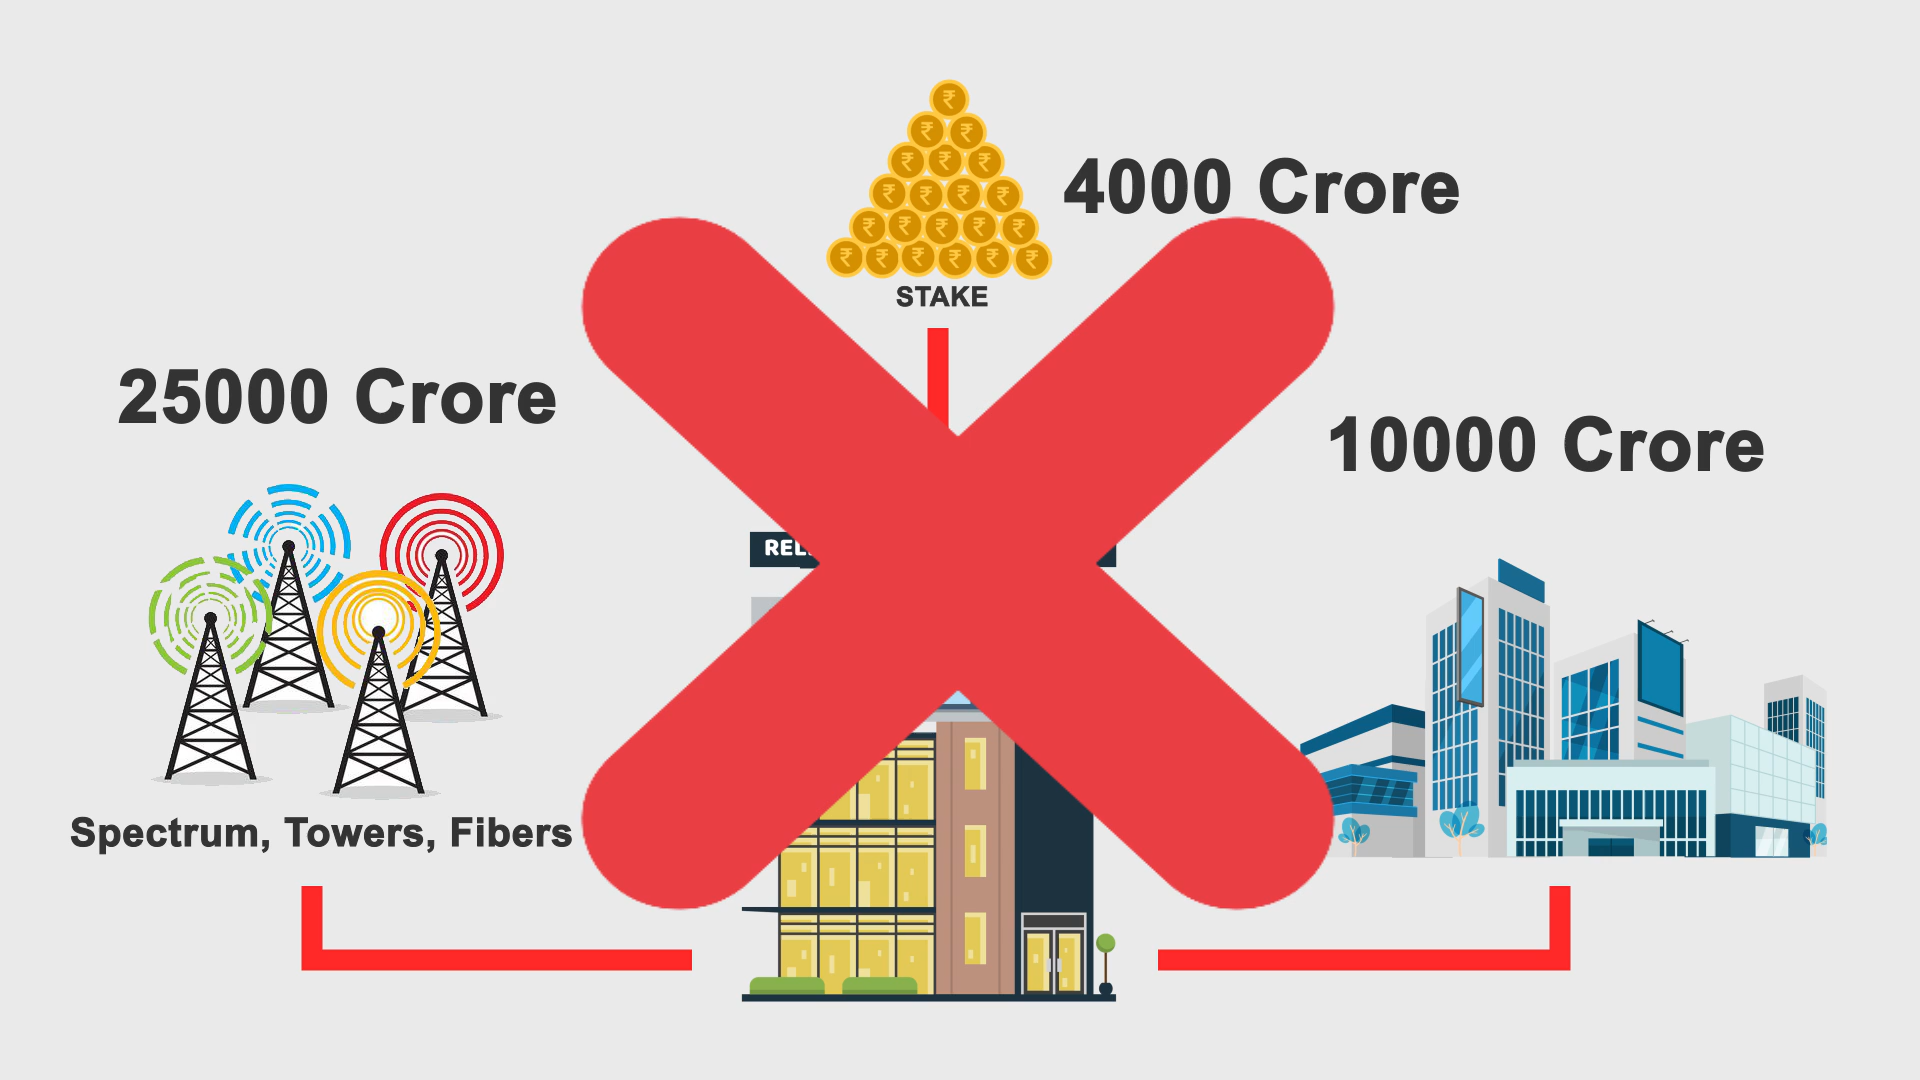 4000 Crore
STAKE
25000 Crore
10000 Crore
Spectrum, Towers, Fibers